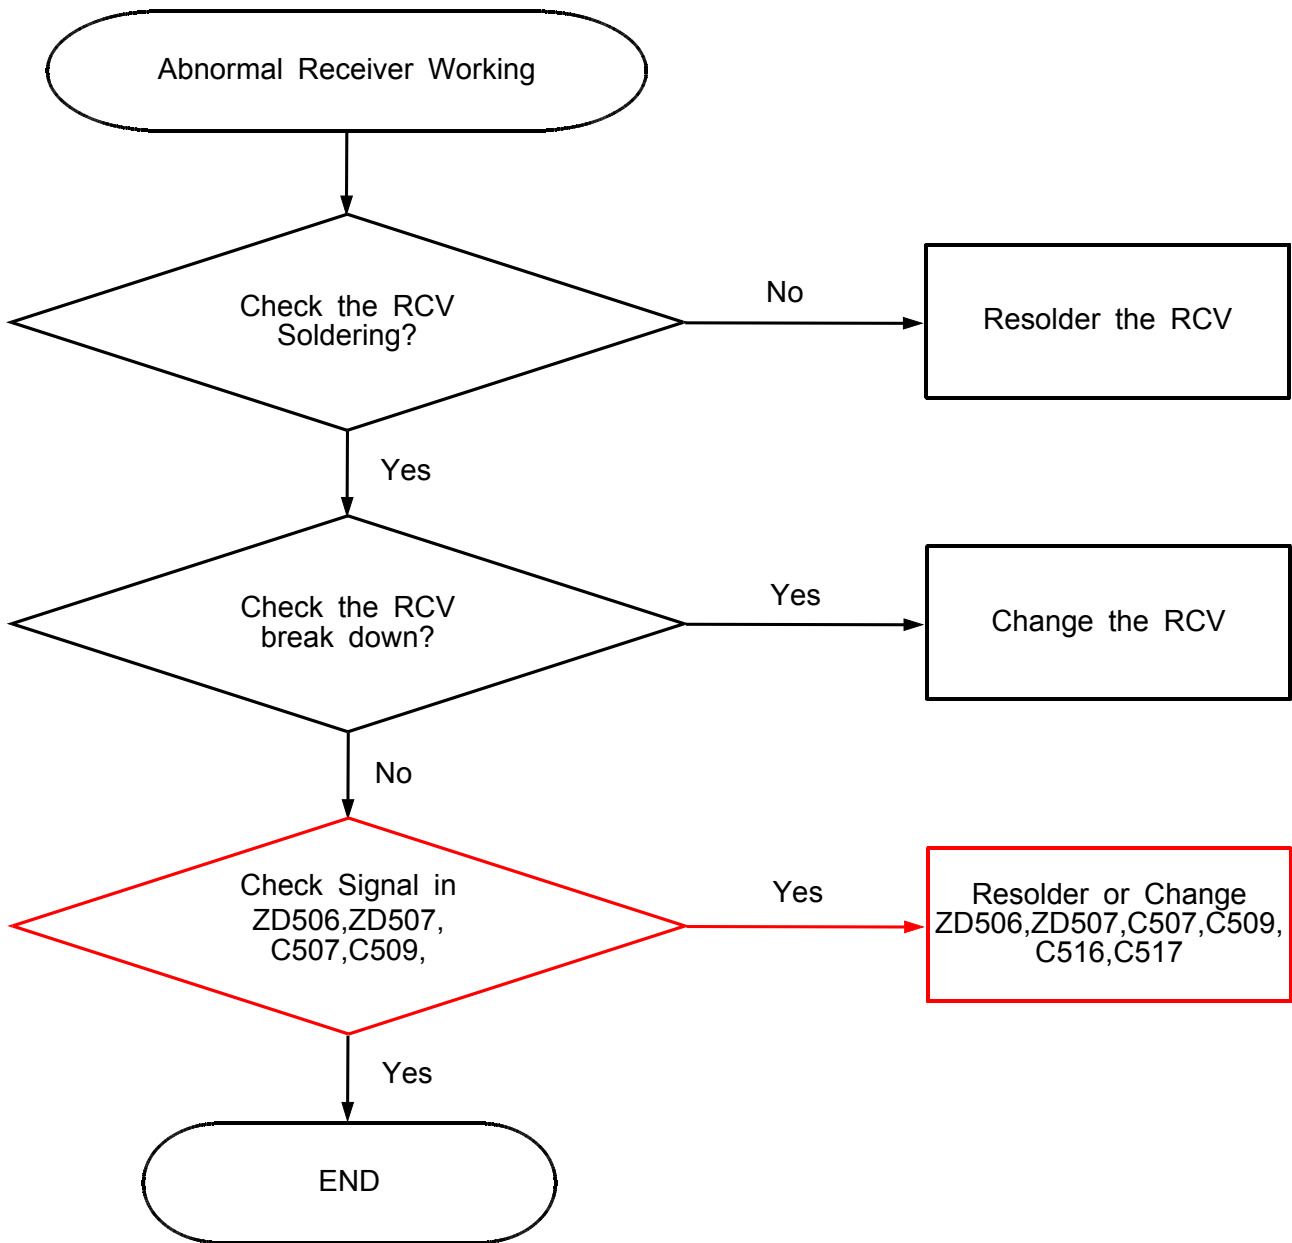 Abnormal Receiver Working
Check the RCV
Soldering?
No
Resolder the RCV
Yes
Check the RCV
break down?
Yes
Change the RCV
No
Check Signal in
ZD506,ZD507,
C507,C509,
Yes
Resolder or Change
ZD506,ZD507,C507,C509,
C516,C517
Yes
END